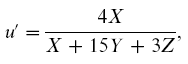 u′ = 4X / X + 15Y + 3Z,